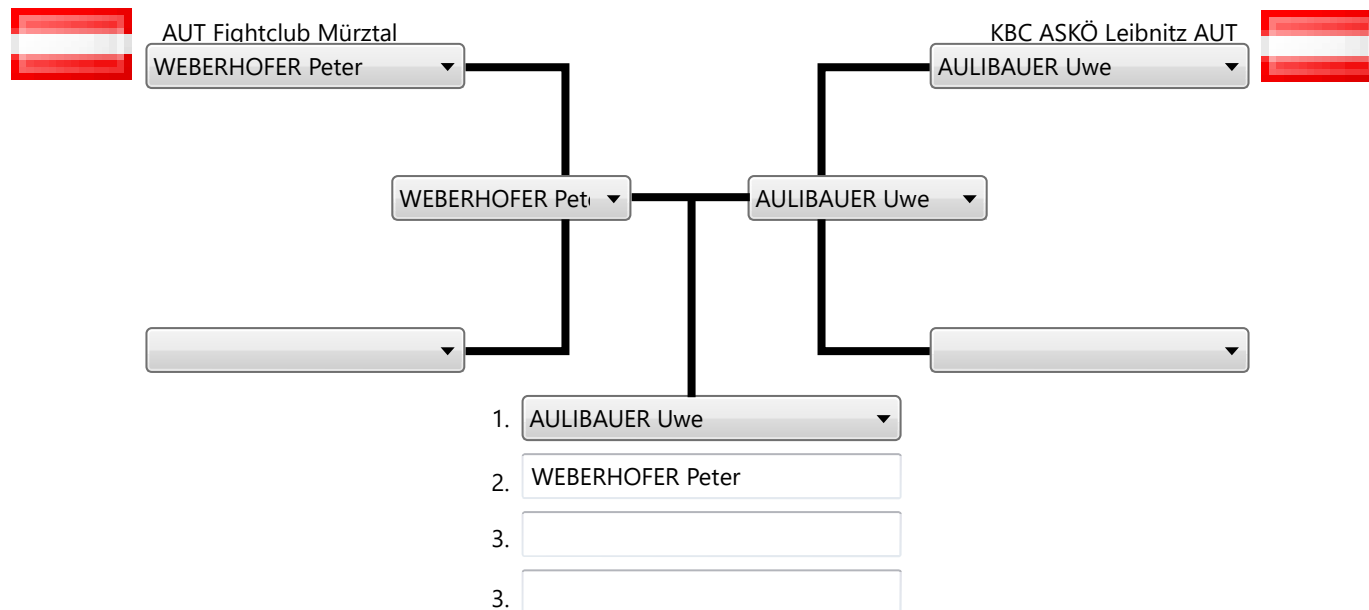 AUT Fightclub Mürztal
KBC ASKÖ Leibnitz AUT
WEBERHOFER Peter
AULIBAUER Uwe
WEBERHOFER Pet
AULIBAUER Uwe
1. AULIBAUER Uwe
2. WEBERHOFER Peter
3.
3.